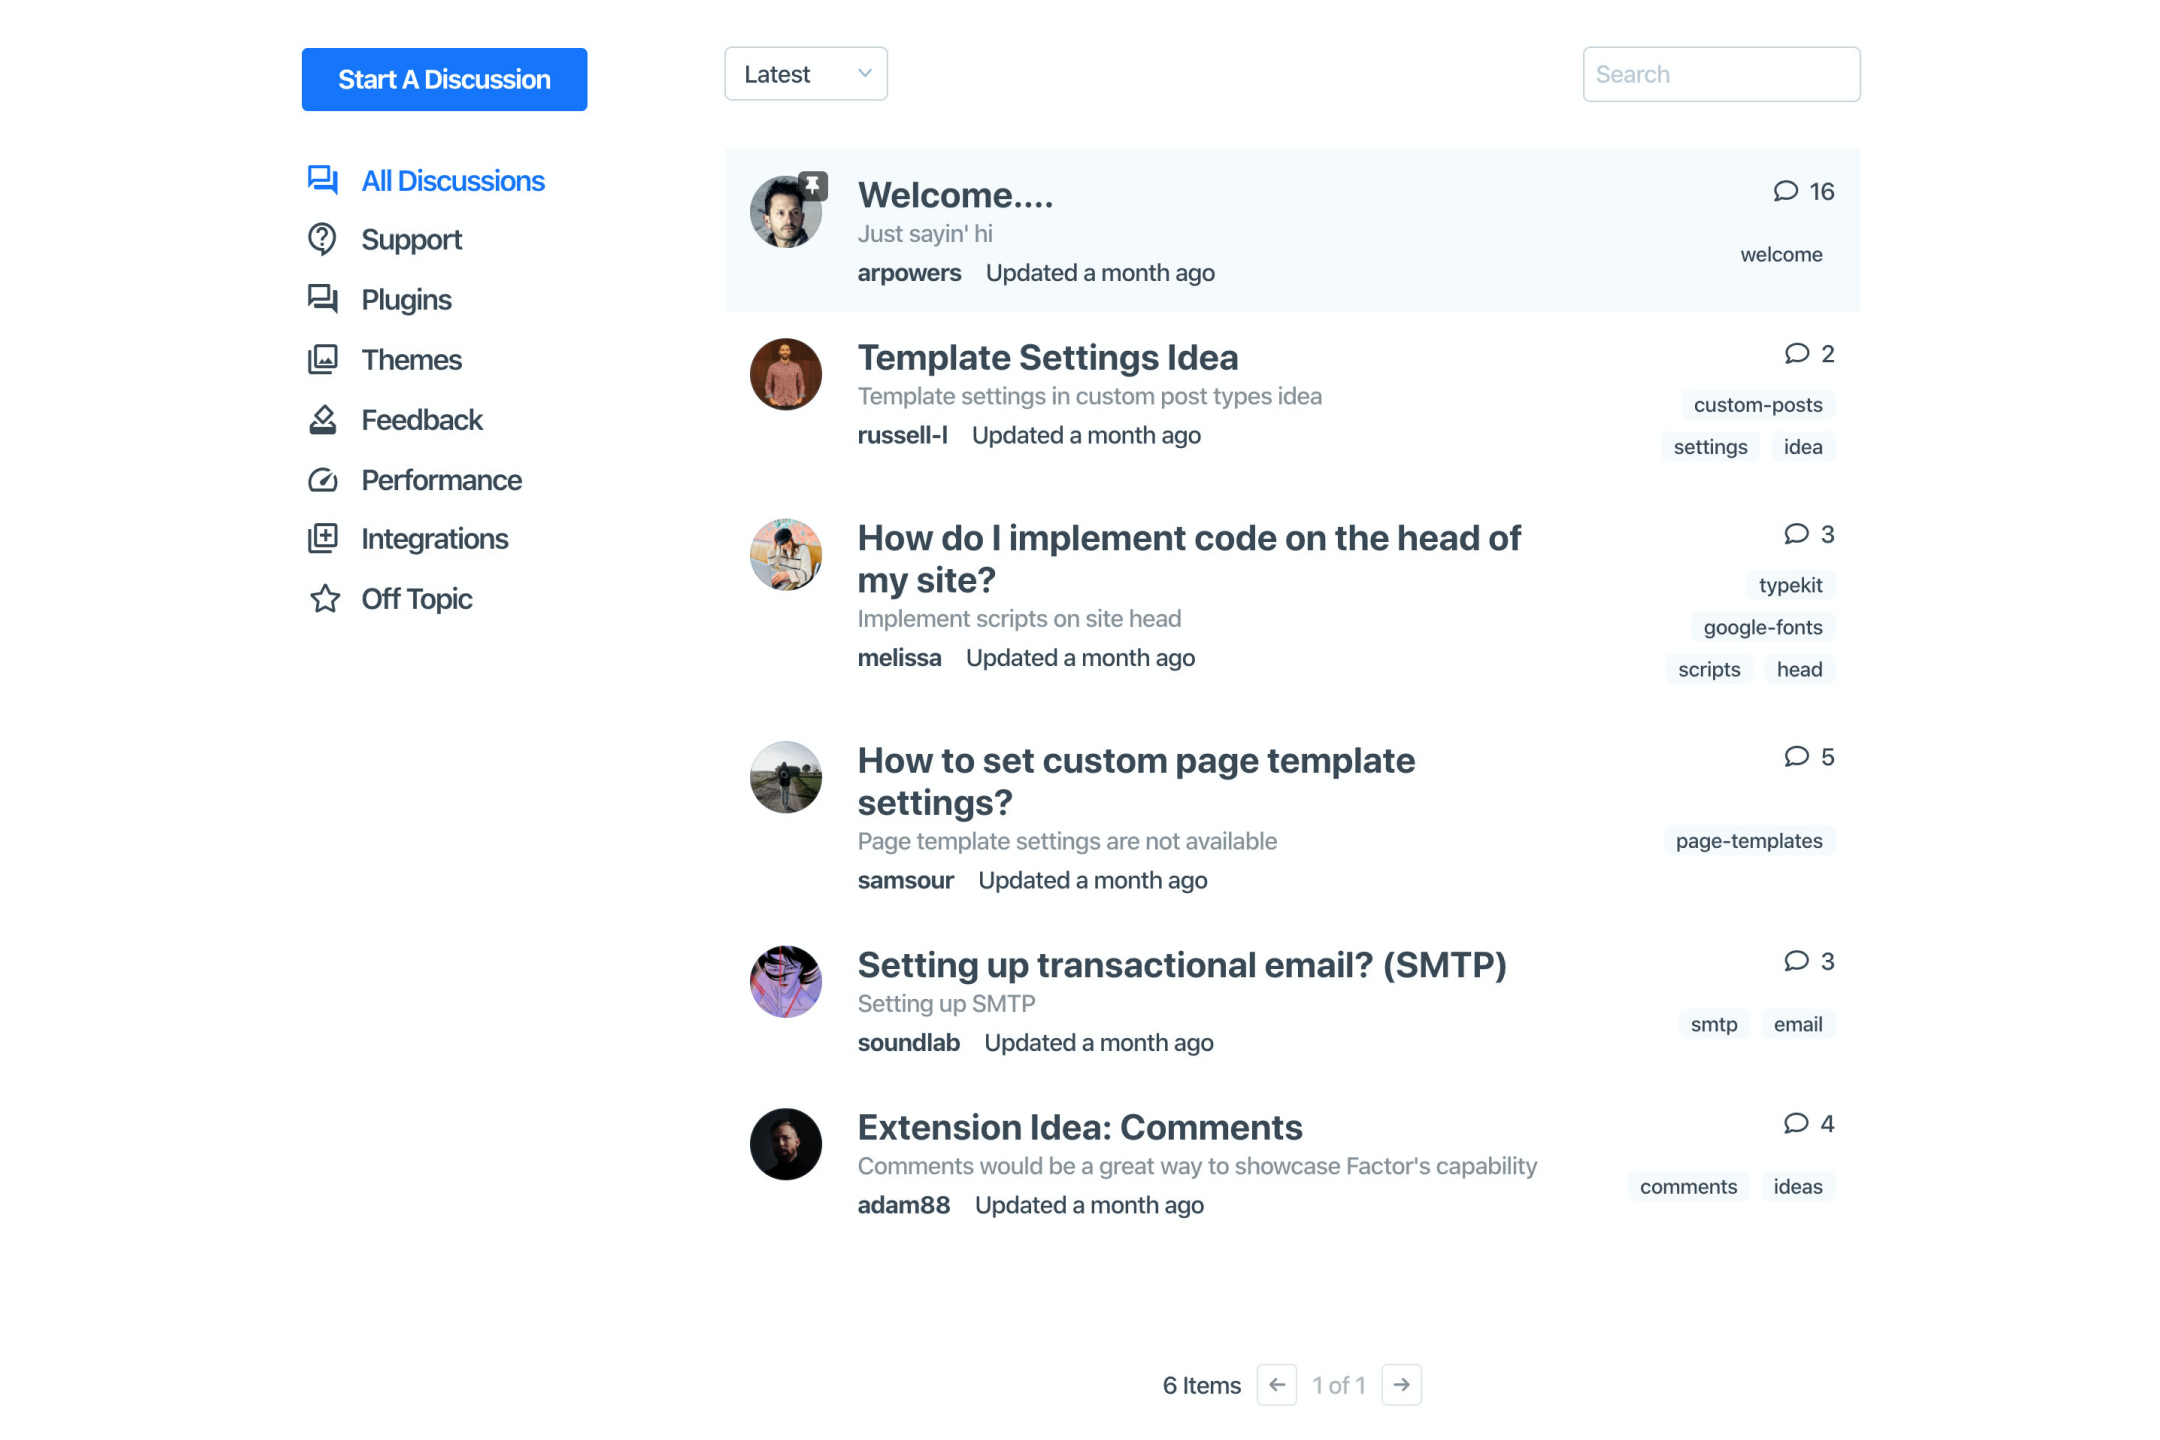 Start A Discussion
All Discussions
Support
Plugins
Themes
Feedback
Performance
Integrations
Off Topic
Latest
Search
Welcome....
16
Just sayin' hi
welcome
arpowers Updated a month ago
Template Settings Idea
2
Template settings in custom post types idea
custom-posts
russell-l Updated a month ago
settings idea
How do I implement code on the head of
my site?
3
Implement scripts on site head
typekit
google-fonts
melissa Updated a month ago
scripts head
How to set custom page template
settings?
5
Page template settings are not available
page-templates
samsour Updated a month ago
Setting up transactional email? (SMTP)
3
Setting up SMTP
smtp email
soundlab Updated a month ago
Extension Idea: Comments
4
Comments would be a great way to showcase Factor's capability
comments ideas
adam88 Updated a month ago
6 Items 1 of 1